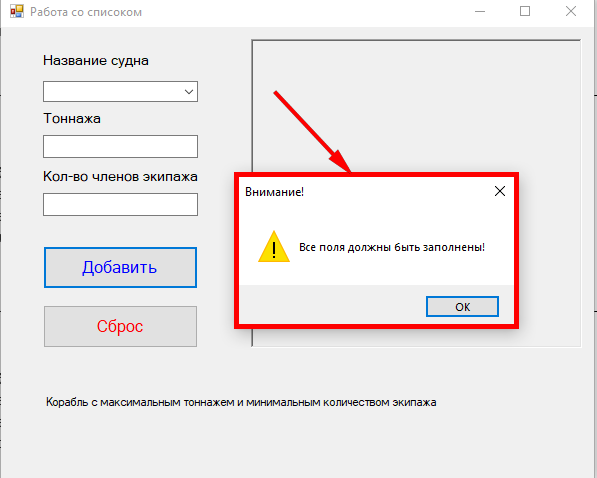 Работа со списоком
Название судна
Тоннажа
Кол-во членов экипажа
Добавить
Сброс
Внимание!
Все поля должны быть заполнены!
OK
Корабль с максимальным тоннажем и минимальным количеством экипажа